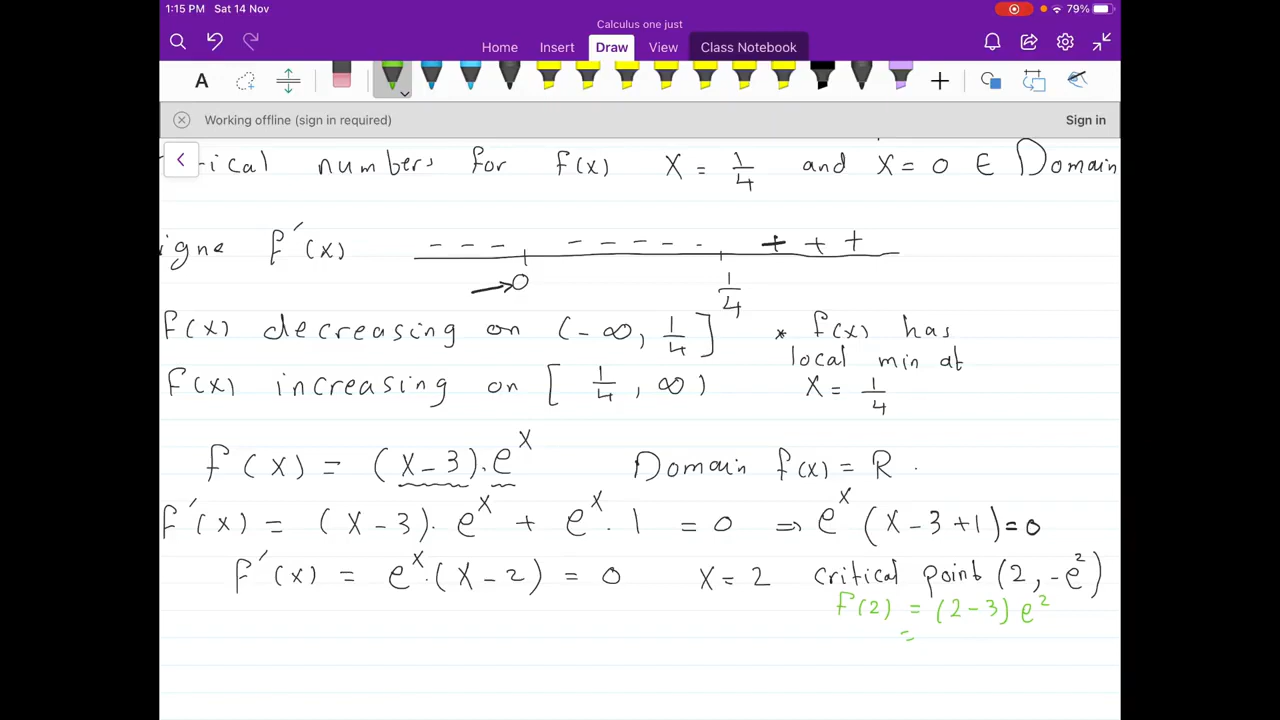 1:15 PM Sat 14 Nov
79%
Calculus one just
Home Insert Draw View Class Notebook
A
Working offline (sign in required) Sign in
rical numbers for f(x) X = 1/4 and X = 0 ∈ Domain
igne f'(x) - - - - - - - - + + +
→ 0 1/4
f(x) decreasing on (-∞, 1/4] * f(x) has
local min at
f(x) increasing on [1/4, ∞) X = 1/4
f(x) = (x-3).e^x Domain f(x) = R.
f'(x) = (x-3).e^x + e^x.1 = 0 ⇒ e^x (x-3+1) = 0
f'(x) = e^x.(x-2) = 0 x = 2 critical point (2, -e^2)
f(2) = (2-3) e^2
=